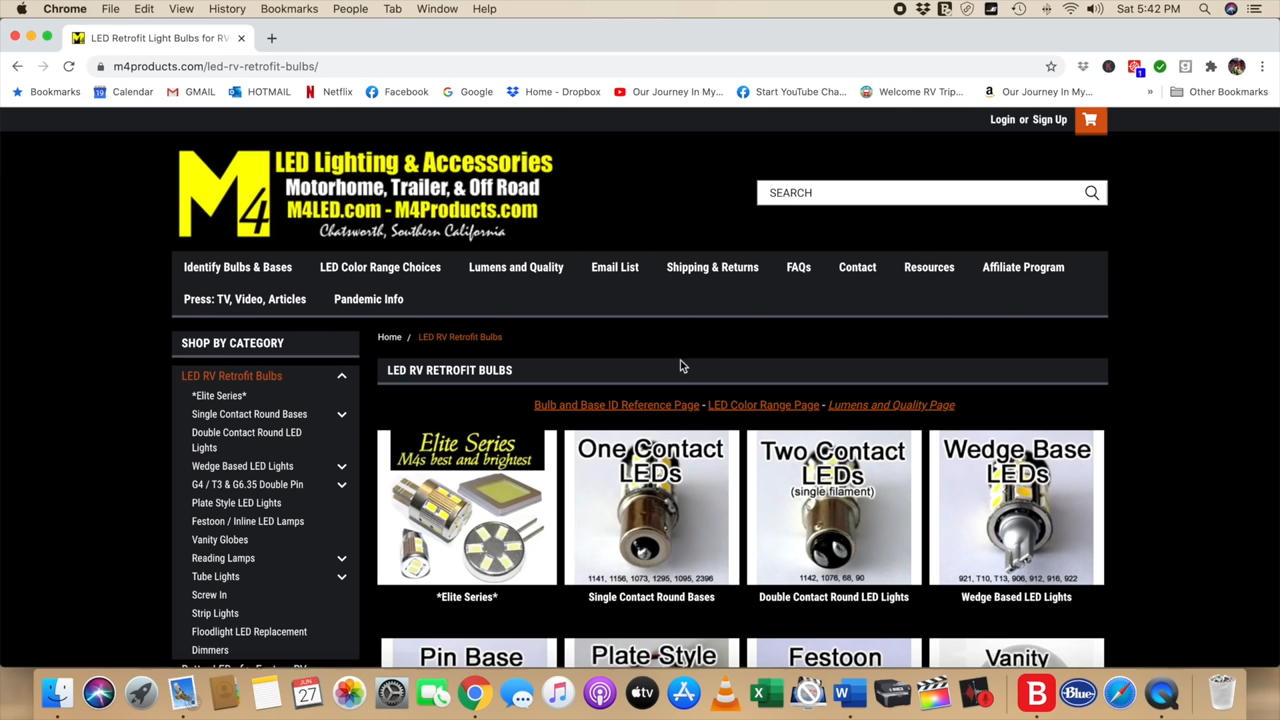 Chrome File Edit View History Bookmarks People Tab Window Help Sat 5:42 PM
LED Retrofit Light Bulbs for RV
m4products.com/led-rv-retrofit-bulbs/
Bookmarks Calendar GMAIL HOTMAIL Netflix Facebook Google Home - Dropbox Our Journey In My... Start YouTube Cha... Welcome RV Trip... Our Journey In My... » Other Bookmarks
Login or Sign Up
M4
LED Lighting & Accessories
Motorhome, Trailer, & Off Road
M4LED.com - M4Products.com
Chatsworth, Southern California
SEARCH
Identify Bulbs & Bases LED Color Range Choices Lumens and Quality Email List Shipping & Returns FAQs Contact Resources Affiliate Program
Press: TV, Video, Articles Pandemic Info
SHOP BY CATEGORY
LED RV Retrofit Bulbs
*Elite Series*
Single Contact Round Bases
Double Contact Round LED
Lights
Wedge Based LED Lights
G4 / T3 & G6.35 Double Pin
Plate Style LED Lights
Festoon / Inline LED Lamps
Vanity Globes
Reading Lamps
Tube Lights
Screw In
Strip Lights
Floodlight LED Replacement
Dimmers
Home / LED RV Retrofit Bulbs
LED RV RETROFIT BULBS
Bulb and Base ID Reference Page - LED Color Range Page - Lumens and Quality Page
Elite Series
M4s best and brightest
*Elite Series*
One Contact
LEDs
1141, 1156, 1073, 1295, 1095, 2396
Single Contact Round Bases
Two Contact
LEDs
(single filament)
1142, 1076, 68, 90
Double Contact Round LED Lights
Wedge Base
LEDs
921, T10, T13, 906, 912, 916, 922
Wedge Based LED Lights
Pin Base
Plate Style
Festoon
Vanity
JUN
27
tv
B
Blue